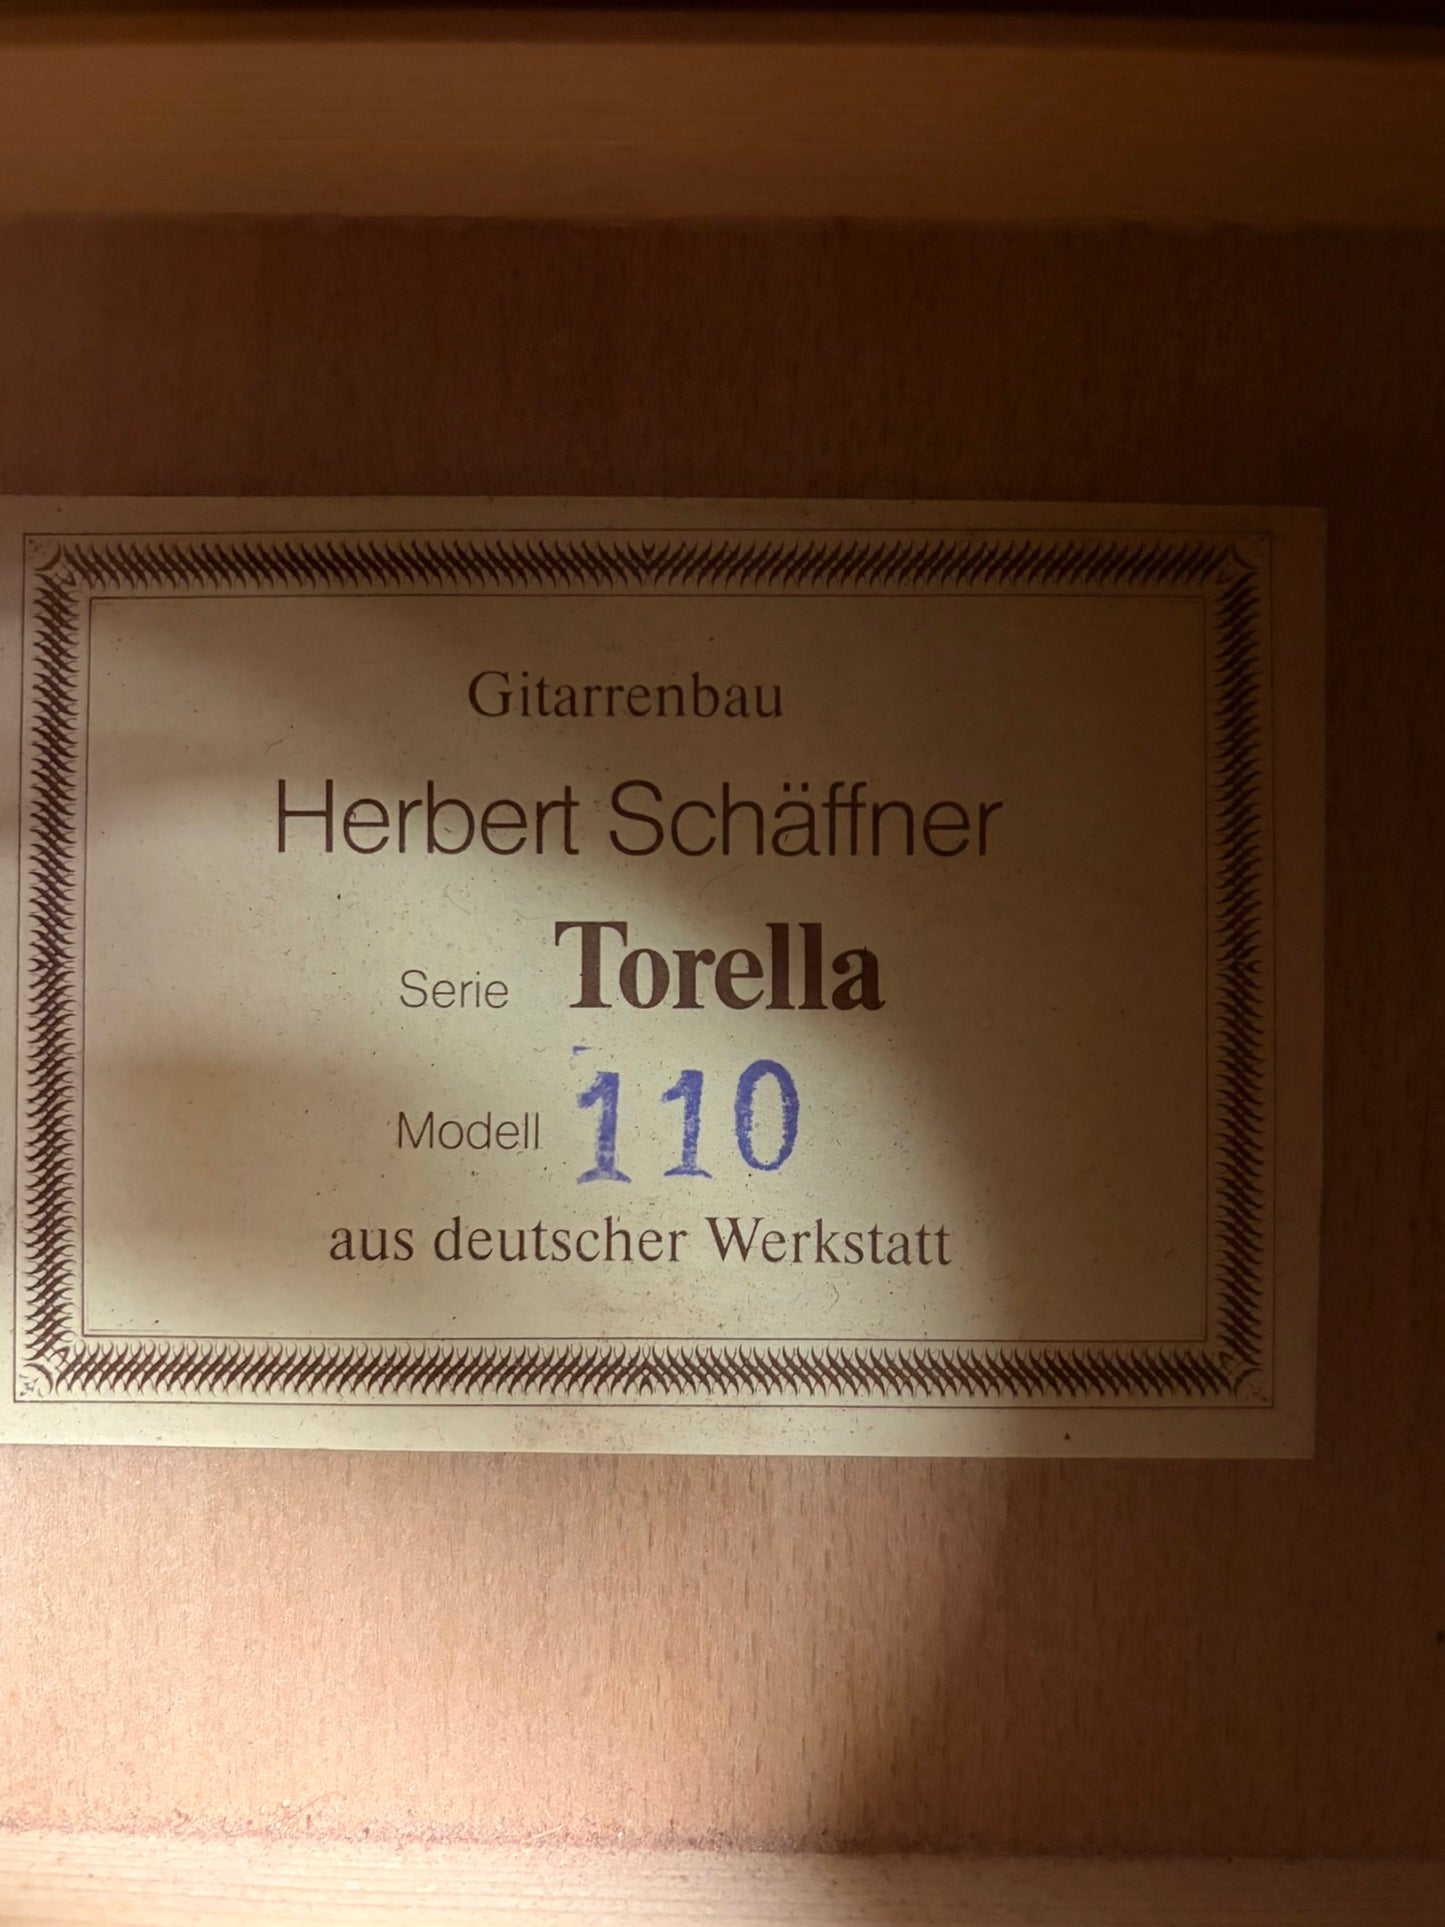 Gitarrenbau
Herbert Schäffner
Serie Torella
Modell 110
aus deutscher Werkstatt